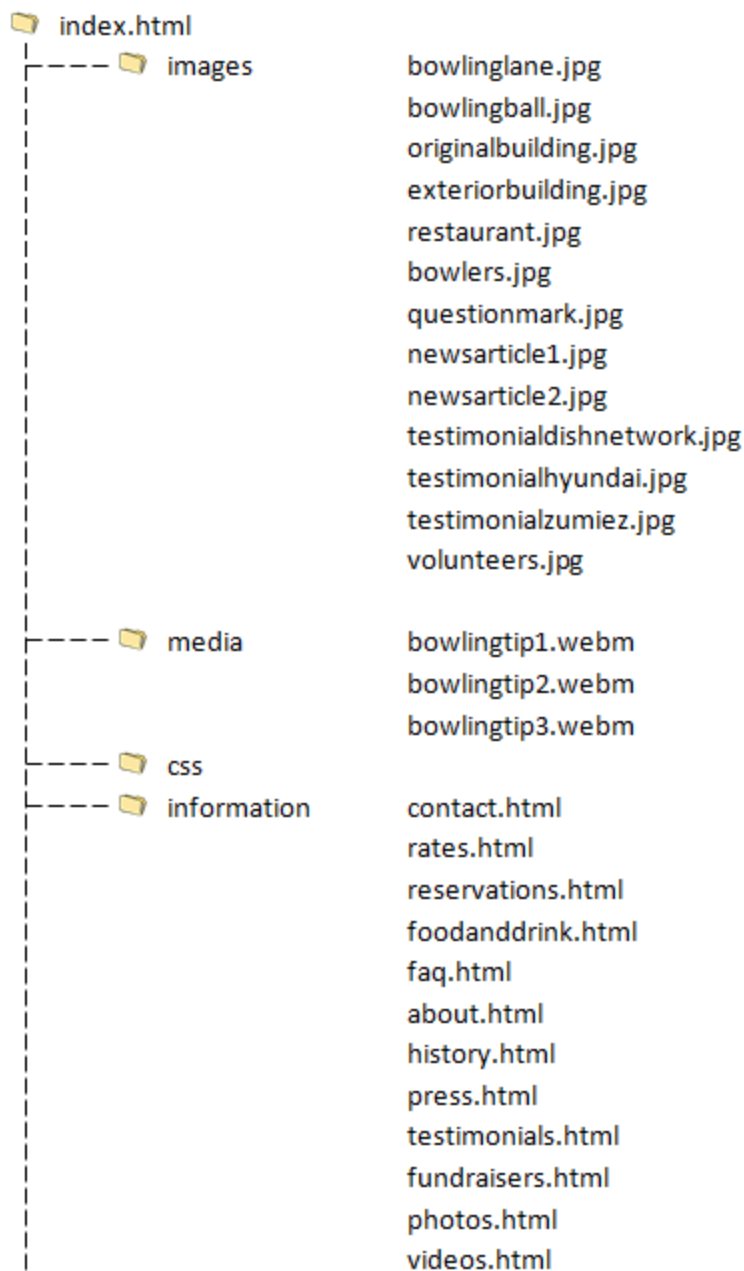 index.html
images bowlinglane.jpg
bowlingball.jpg
originalbuilding.jpg
exteriorbuilding.jpg
restaurant.jpg
bowlers.jpg
questionmark.jpg
newsarticle1.jpg
newsarticle2.jpg
testimonialdishnetwork.jpg
testimonialhyundai.jpg
testimonialzumiez.jpg
volunteers.jpg
media bowlingtip1.webm
bowlingtip2.webm
bowlingtip3.webm
css
information contact.html
rates.html
reservations.html
foodanddrink.html
faq.html
about.html
history.html
press.html
testimonials.html
fundraisers.html
photos.html
videos.html